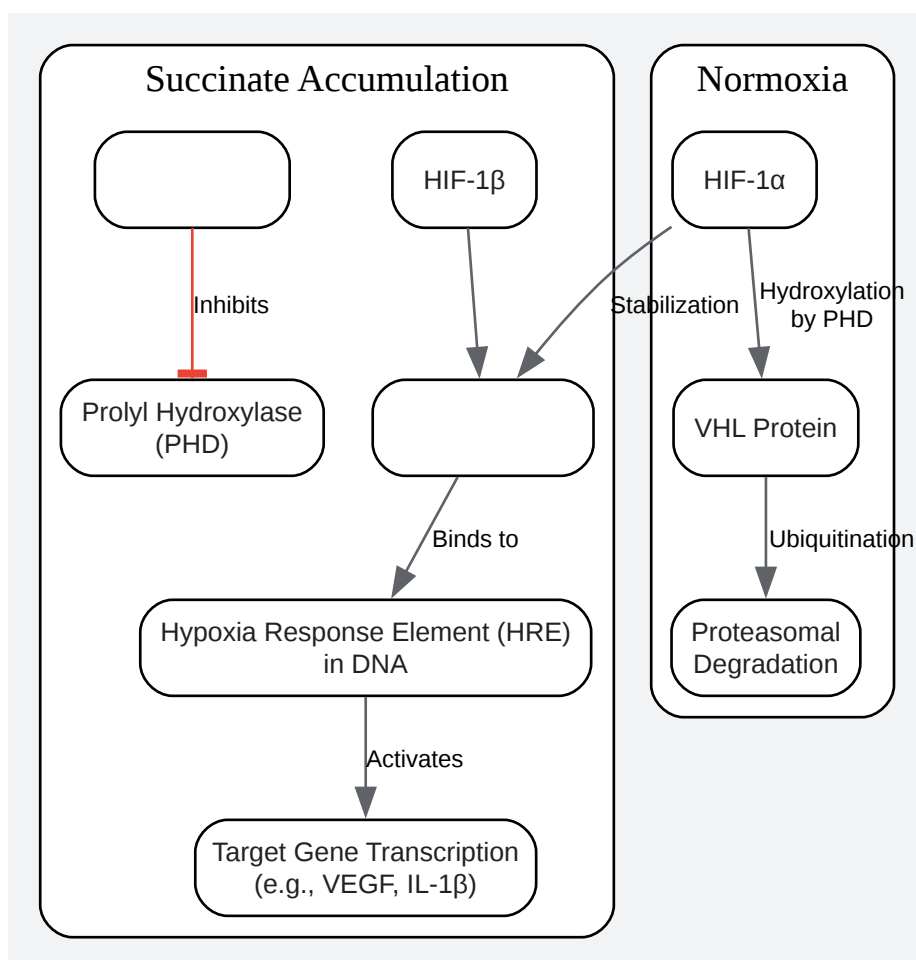 Succinate Accumulation
Normoxia
HIF-1β
HIF-1α
Inhibits
Stabilization
Hydroxylation
by PHD
Prolyl Hydroxylase
(PHD)
VHL Protein
Binds to
Ubiquitination
Hypoxia Response Element (HRE)
in DNA
Proteasomal
Degradation
Activates
Target Gene Transcription
(e.g., VEGF, IL-1β)